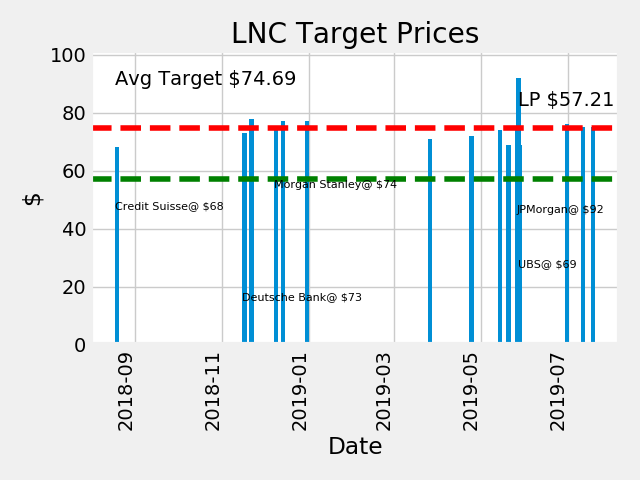 LNC Target Prices
100
Avg Target $74.69
LP $57.21
80
60
Morgan Stanley@ $74
Credit Suisse@ $68
JPMorgan@ $92
40
UBS@ $69
20
Deutsche Bank@ $73
0
$
2018-09
2018-11
2019-01
2019-03
2019-05
2019-07
Date